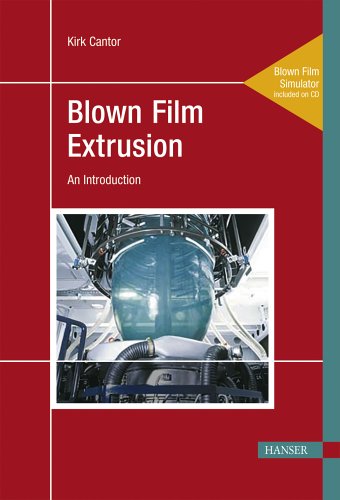 Kirk Cantor
Blown Film
Simulator
included on CD
Blown Film
Extrusion
An Introduction
HANSER